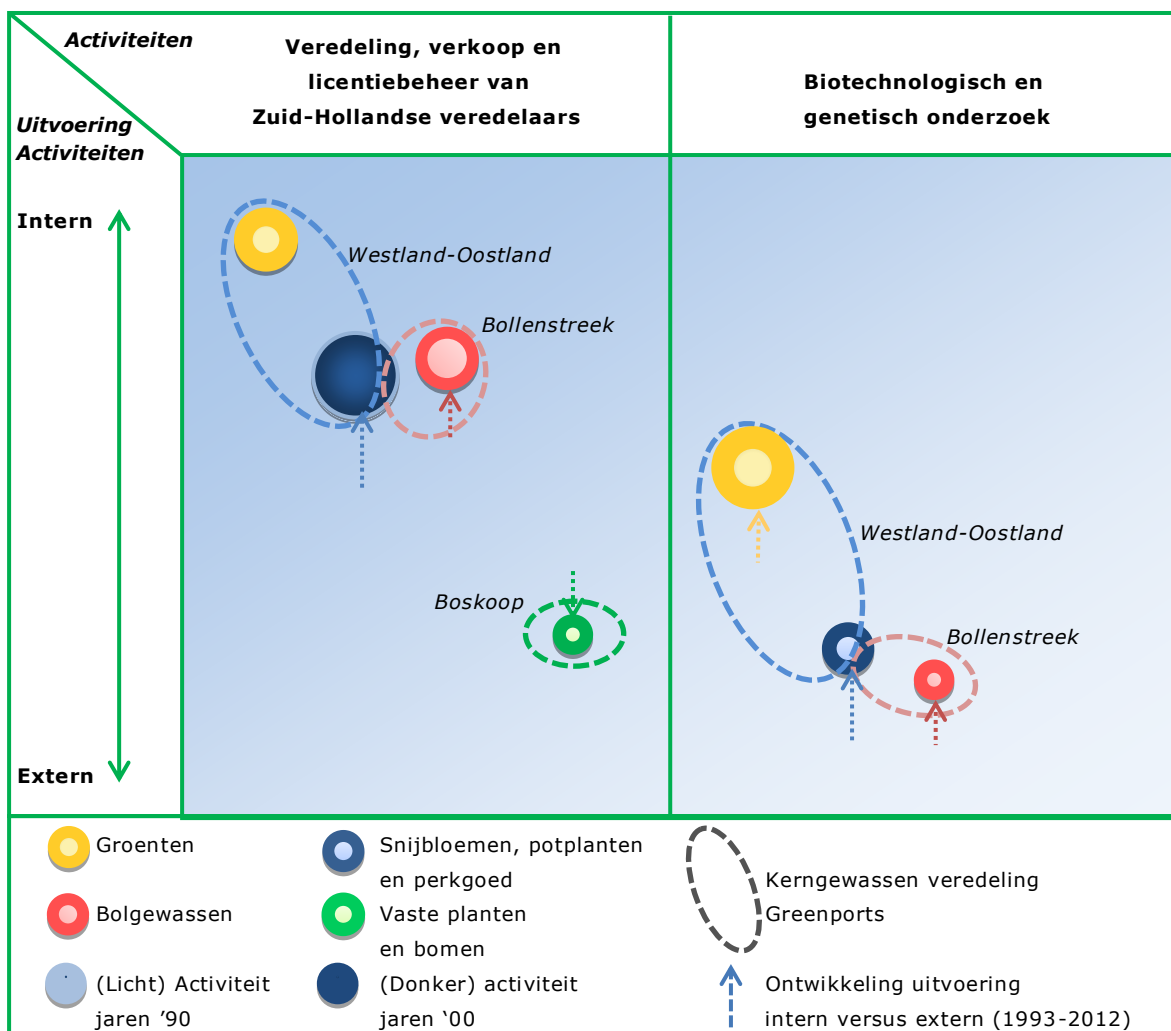 Activiteiten
Uitvoering
Activiteiten
Veredeling, verkoop en
licentiebeheer van
Zuid-Hollandse veredelaars
Biotechnologisch en
genetisch onderzoek
Intern
Westland-Oostland
Bollenstreek
Boskoop
Westland-Oostland
Bollenstreek
Extern
Groenten
Bolgewassen
(Licht) Activiteit
jaren ’90
Snijbloemen, potplanten
en perkgoed
Vaste planten
en bomen
(Donker) activiteit
jaren ‘00
Kerngewassen veredeling
Greenports
Ontwikkeling uitvoering
intern versus extern (1993-2012)